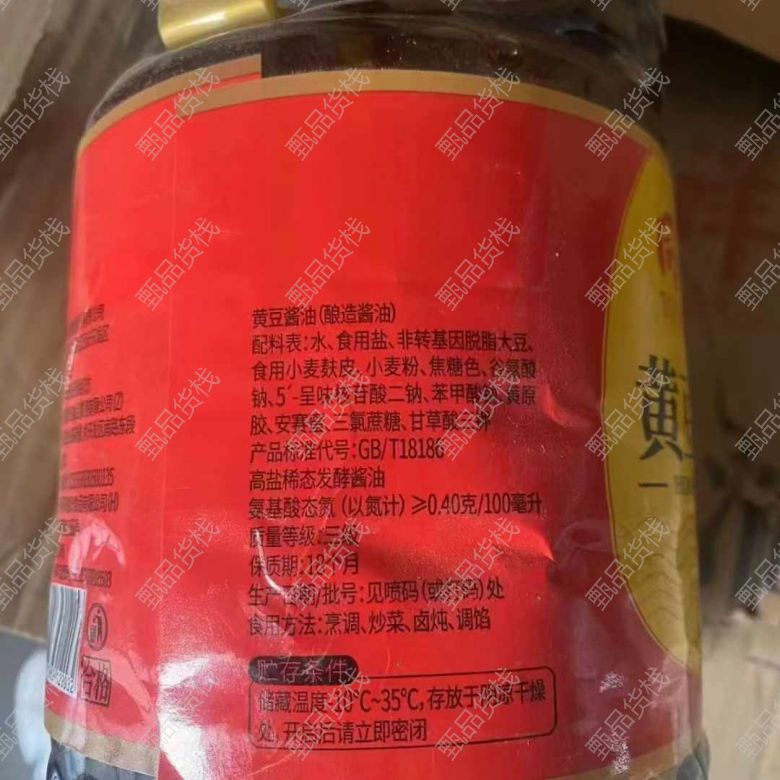 黄豆酱油(酿造酱油)
配料表:水、食用盐、非转基因脱脂大豆、
食用小麦麸皮、小麦粉、焦糖色、谷氨酸
钠、5´-呈味核苷酸二钠、苯甲酸钠、黄原
胶、安赛蜜、三氯蔗糖、甘草酸三钾
产品标准代号:GB/T18186
高盐稀态发酵酱油
氨基酸态氮(以氮计)≥0.40克/100毫升
质量等级:三级
保质期:18个月
生产日期/批号:见喷码(或打码)处
食用方法:烹调、炒菜、卤炖、调馅
贮存条件
储藏温度-10℃~35℃,存放于阴凉干燥
处,开启后请立即密闭
黄
合格
甄品货栈